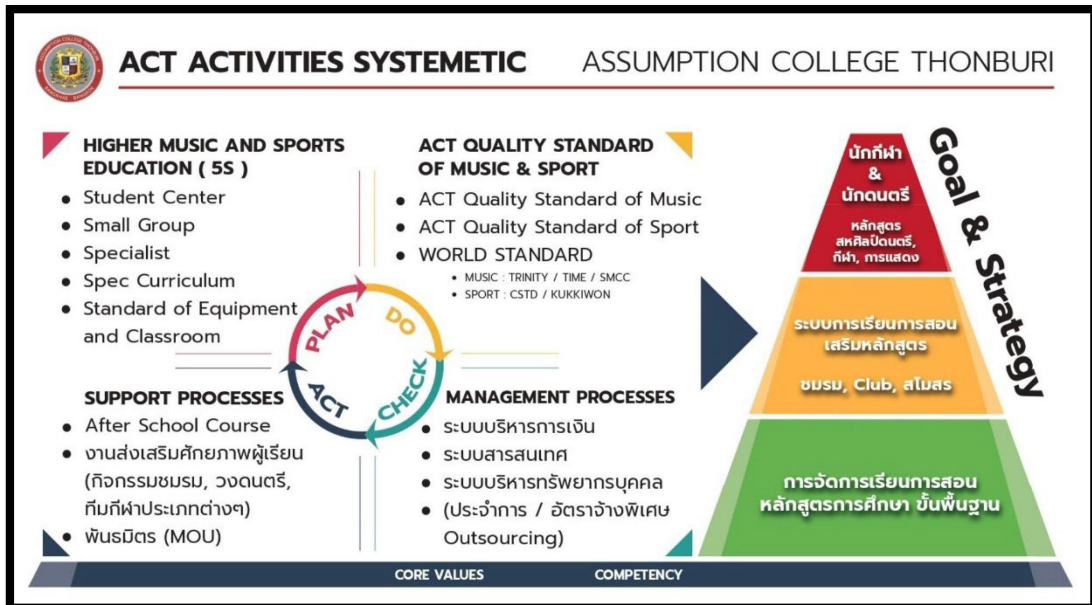 ACT ACTIVITIES SYSTEMETIC
ASSUMPTION COLLEGE THONBURI
HIGHER MUSIC AND SPORTS
EDUCATION ( 5S )
• Student Center
• Small Group
• Specialist
• Spec Curriculum
• Standard of Equipment
and Classroom
ACT QUALITY STANDARD
OF MUSIC & SPORT
• ACT Quality Standard of Music
• ACT Quality Standard of Sport
• WORLD STANDARD
• MUSIC : TRINITY / TIME / SMCC
• SPORT : CSTD / KUKKIWON
PLAN
DO
CHECK
ACT
SUPPORT PROCESSES
• After School Course
• งานส่งเสริมศักยภาพผู้เรียน
(กิจกรรมชมรม, วงดนตรี,
ทีมกีฬาประเภทต่างๆ)
• พันธมิตร (MOU)
MANAGEMENT PROCESSES
• ระบบบริหารการเงิน
• ระบบสารสนเทศ
• ระบบบริหารทรัพยากรบุคคล
• (ประจำการ / อัตราจ้างพิเศษ
Outsourcing)
Goal & Strategy
นักกีฬา
&
นักดนตรี
หลักสูตร
สหศิลป์ดนตรี,
กีฬา, การแสดง
ระบบการเรียนการสอน
เสริมหลักสูตร
ชมรม, Club, สโมสร
การจัดการเรียนการสอน
หลักสูตรการศึกษา ขั้นพื้นฐาน
CORE VALUES
COMPETENCY